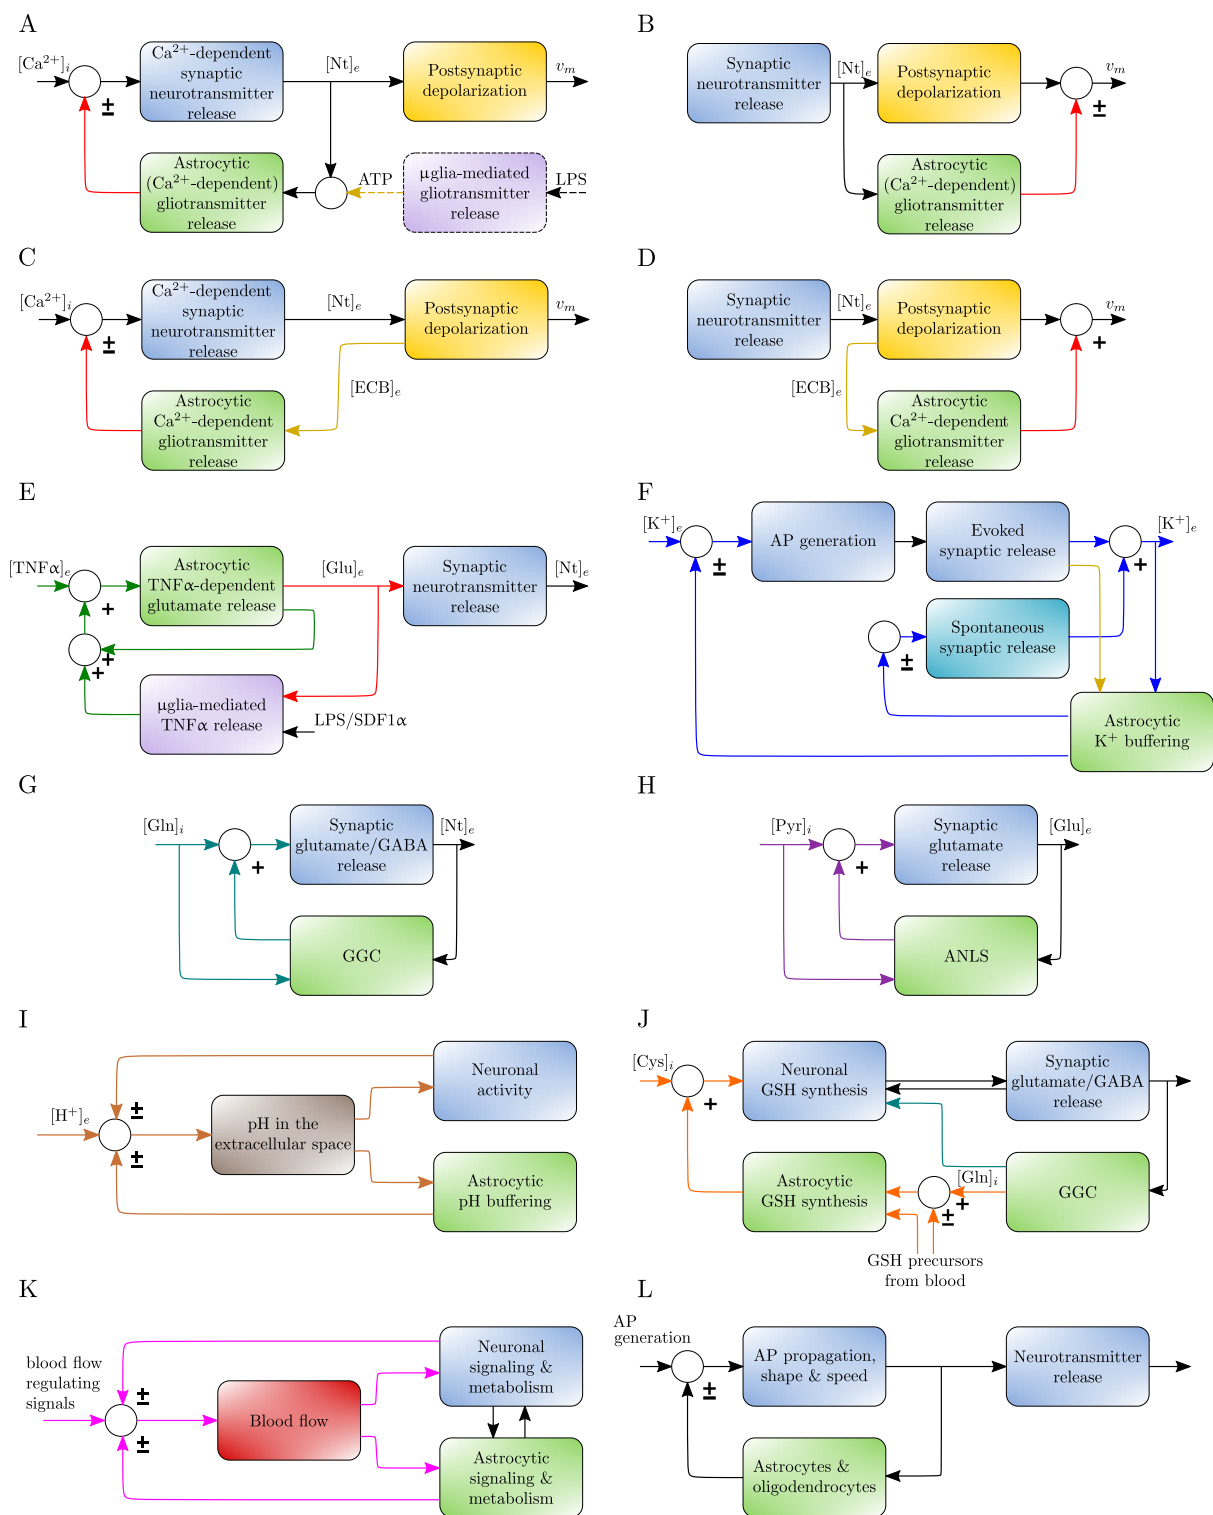 A
[Ca²⁺]ᵢ
±
Ca²⁺-dependent
synaptic
neurotransmitter
release
[Nt]ₑ
Postsynaptic
depolarization
vₘ
Astrocytic
(Ca²⁺-dependent)
gliotransmitter
release
ATP
μglia-mediated
gliotransmitter
release
LPS
B
Synaptic
neurotransmitter
release
[Nt]ₑ
Postsynaptic
depolarization
vₘ
±
Astrocytic
(Ca²⁺-dependent)
gliotransmitter
release
C
[Ca²⁺]ᵢ
±
Ca²⁺-dependent
synaptic
neurotransmitter
release
[Nt]ₑ
Postsynaptic
depolarization
vₘ
[ECB]ₑ
Astrocytic
Ca²⁺-dependent
gliotransmitter
release
D
Synaptic
neurotransmitter
release
[Nt]ₑ
Postsynaptic
depolarization
vₘ
+
[ECB]ₑ
Astrocytic
Ca²⁺-dependent
gliotransmitter
release
E
[TNFα]ₑ
+
Astrocytic
TNFα-dependent
glutamate release
[Glu]ₑ
Synaptic
neurotransmitter
release
[Nt]ₑ
+
+
μglia-mediated
TNFα release
LPS/SDF1α
F
[K⁺]ₑ
±
AP generation
Evoked
synaptic release
[K⁺]ₑ
+
±
Spontaneous
synaptic release
Astrocytic
K⁺ buffering
G
[Gln]ᵢ
+
Synaptic
glutamate/GABA
release
[Nt]ₑ
GGC
H
[Pyr]ᵢ
+
Synaptic
glutamate
release
[Glu]ₑ
ANLS
I
[H⁺]ₑ
±
±
pH in the
extracellular space
Neuronal
activity
Astrocytic
pH buffering
J
[Cys]ᵢ
+
Neuronal
GSH synthesis
Synaptic
glutamate/GABA
release
Astrocytic
GSH synthesis
[Gln]ᵢ
+
±
GGC
GSH precursors
from blood
K
blood flow
regulating
signals
±
±
Blood flow
Neuronal
signaling &
metabolism
Astrocytic
signaling &
metabolism
L
AP
generation
±
AP propagation,
shape & speed
Neurotransmitter
release
Astrocytes &
oligodendrocytes